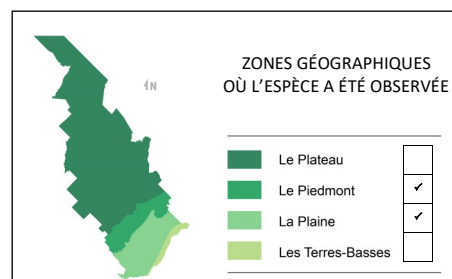 ZONES GÉOGRAPHIQUES
OÙ L’ESPÈCE A ÉTÉ OBSERVÉE
N
Le Plateau
Le Piedmont ✓
La Plaine ✓
Les Terres-Basses